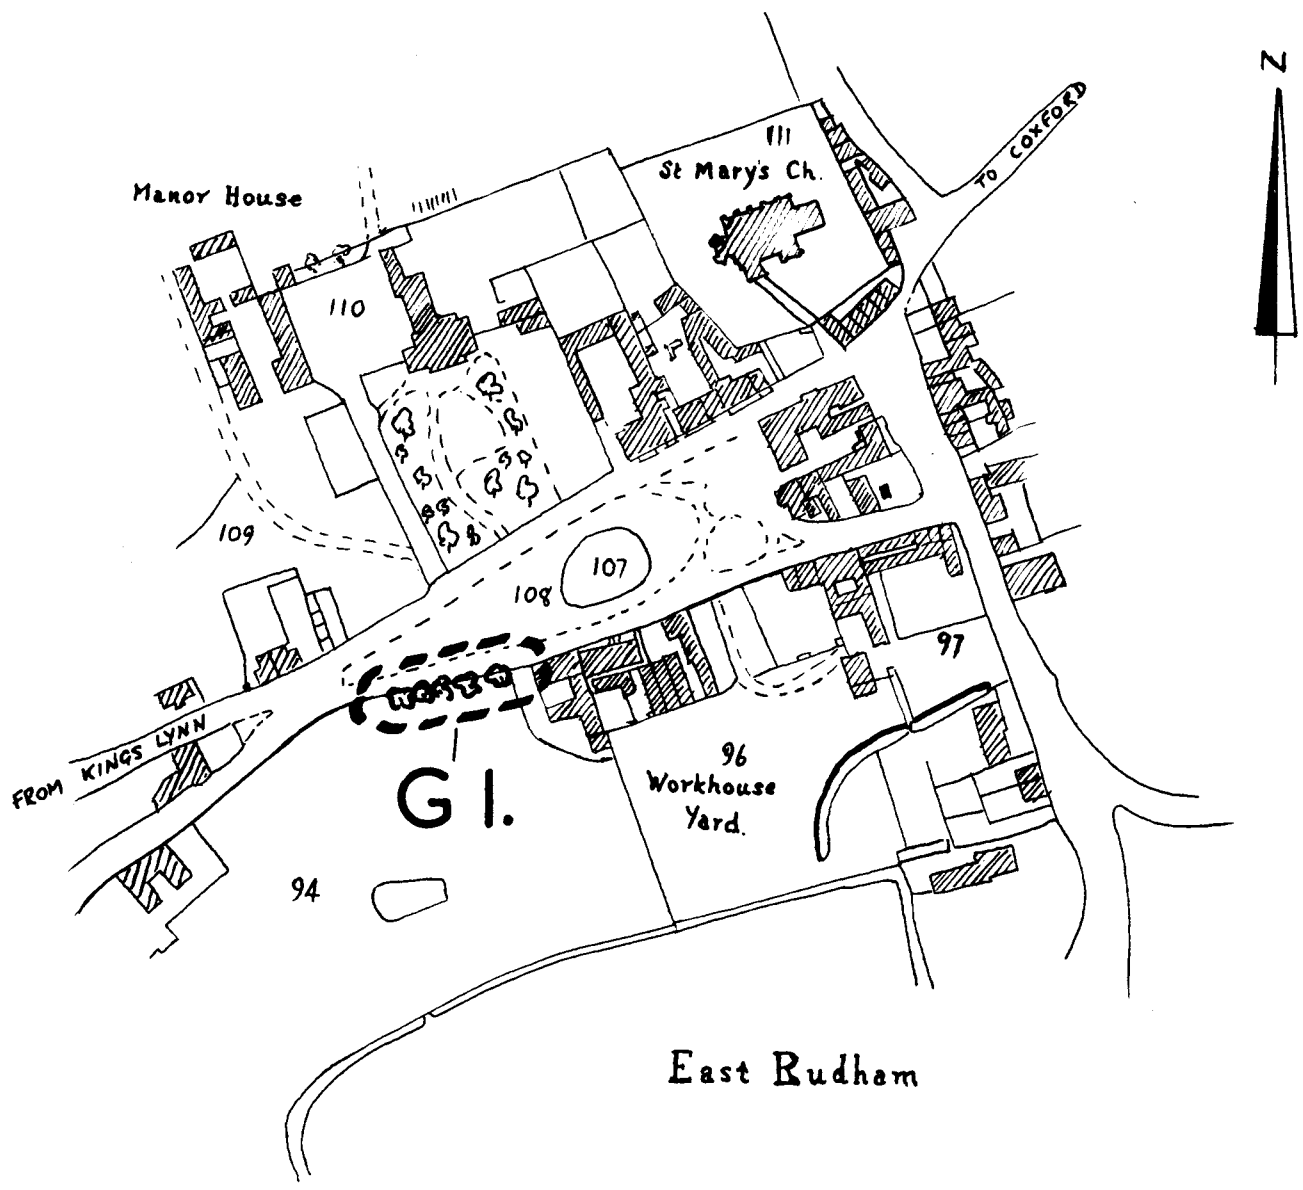 N
TO COXFORD
111
St Mary's Ch.
Manor House
110
109
107
108
97
FROM KINGS LYNN
96
Workhouse
Yard.
G 1.
94
East Rudham